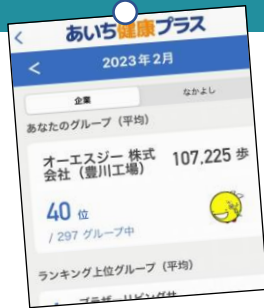 あいち健康プラス
<
2023年2月
企業
なかよし
あなたのグループ（平均）
オーエスジー 株式
会社（豊川工場）
107,225 歩
40 位
/ 297 グループ中
ランキング上位グループ（平均）